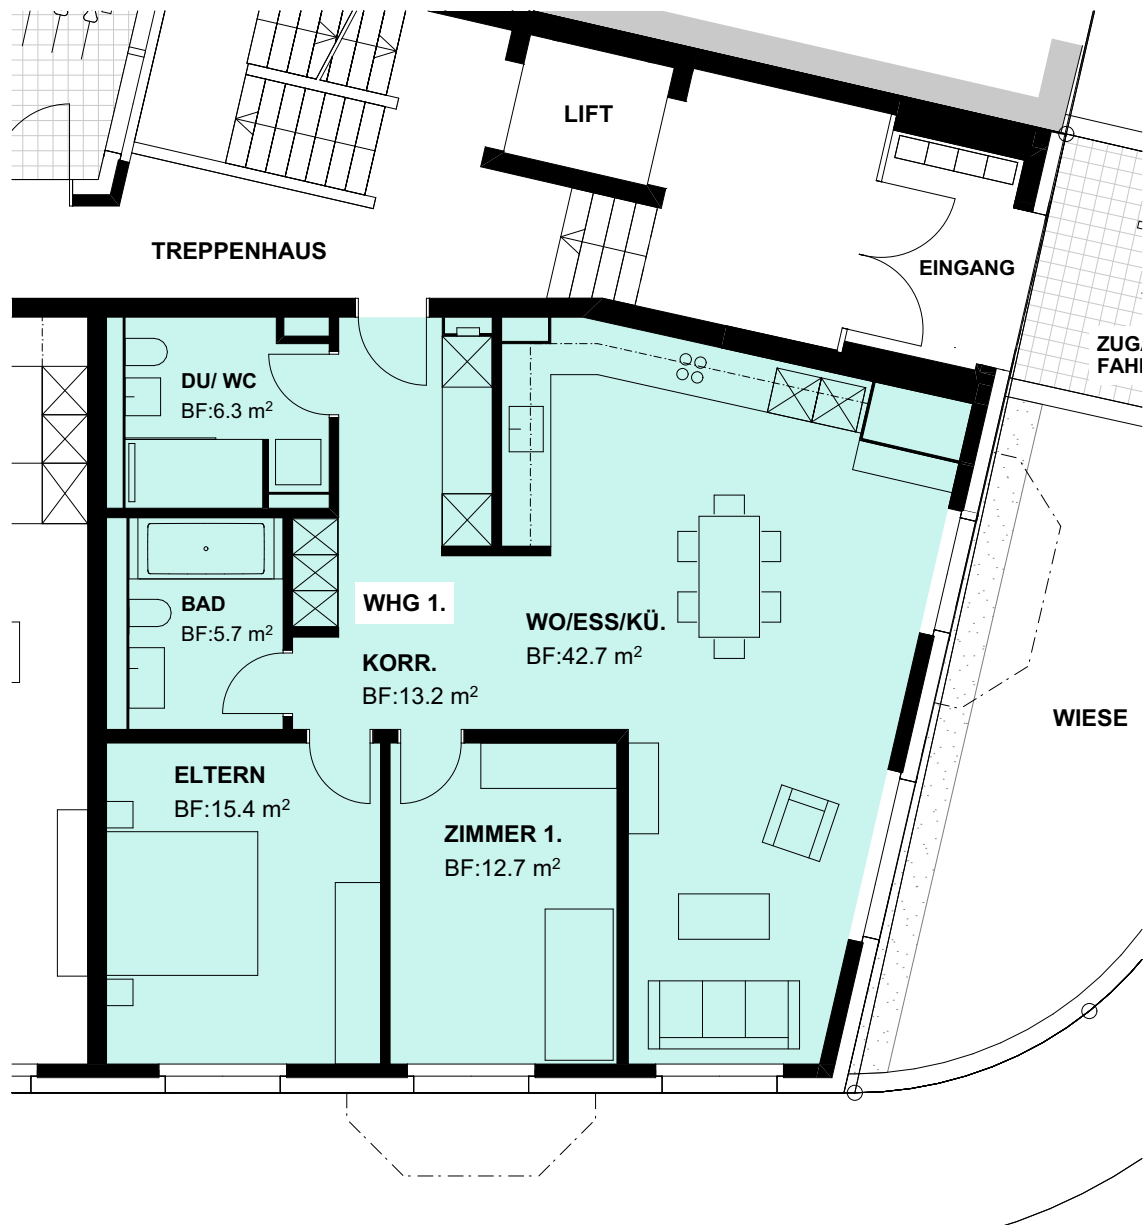 LIFT
TREPPENHAUS
EINGANG
ZUGA
FAH
DU/ WC
BF:6.3 m²
BAD
BF:5.7 m²
WHG 1.
WO/ESS/KÜ.
BF:42.7 m²
KORR.
BF:13.2 m²
WIESE
ELTERN
BF:15.4 m²
ZIMMER 1.
BF:12.7 m²